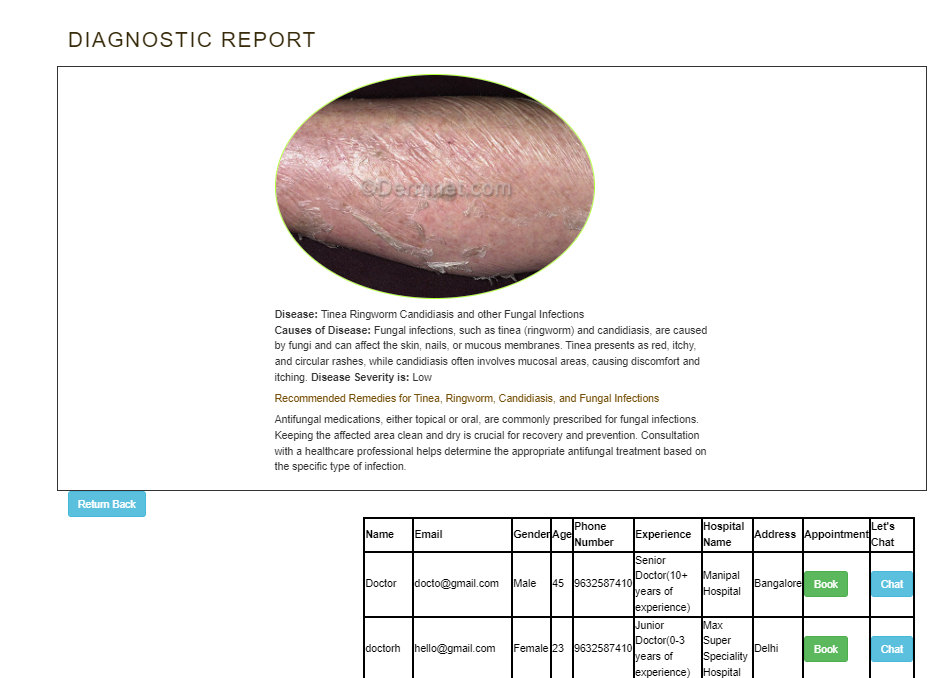 DIAGNOSTIC REPORT
©Dermnet.com
Disease: Tinea Ringworm Candidiasis and other Fungal Infections
Causes of Disease: Fungal infections, such as tinea (ringworm) and candidiasis, are caused
by fungi and can affect the skin, nails, or mucous membranes. Tinea presents as red, itchy,
and circular rashes, while candidiasis often involves mucosal areas, causing discomfort and
itching. Disease Severity is: Low
Recommended Remedies for Tinea, Ringworm, Candidiasis, and Fungal Infections
Antifungal medications, either topical or oral, are commonly prescribed for fungal infections.
Keeping the affected area clean and dry is crucial for recovery and prevention. Consultation
with a healthcare professional helps determine the appropriate antifungal treatment based on
the specific type of infection.
Return Back
Name Email Gender Age Phone Number Experience Hospital Name Address Appointment Let's Chat
Doctor docto@gmail.com Male 45 9632587410 Senior Doctor(10+ years of experience) Manipal Hospital Bangalore Book Chat
doctorh hello@gmail.com Female 23 9632587410 Junior Doctor(0-3 years of experience) Max Super Speciality Hospital Delhi Book Chat